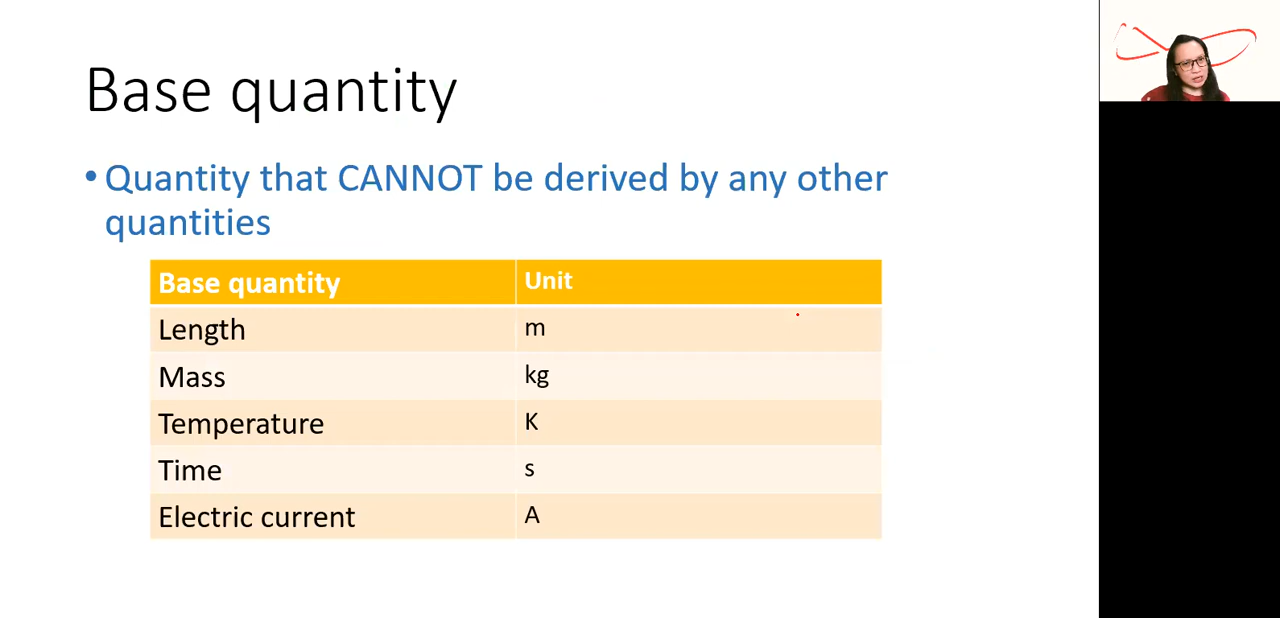 Base quantity
• Quantity that CANNOT be derived by any other
quantities
Base quantity Unit
Length m
Mass kg
Temperature K
Time s
Electric current A